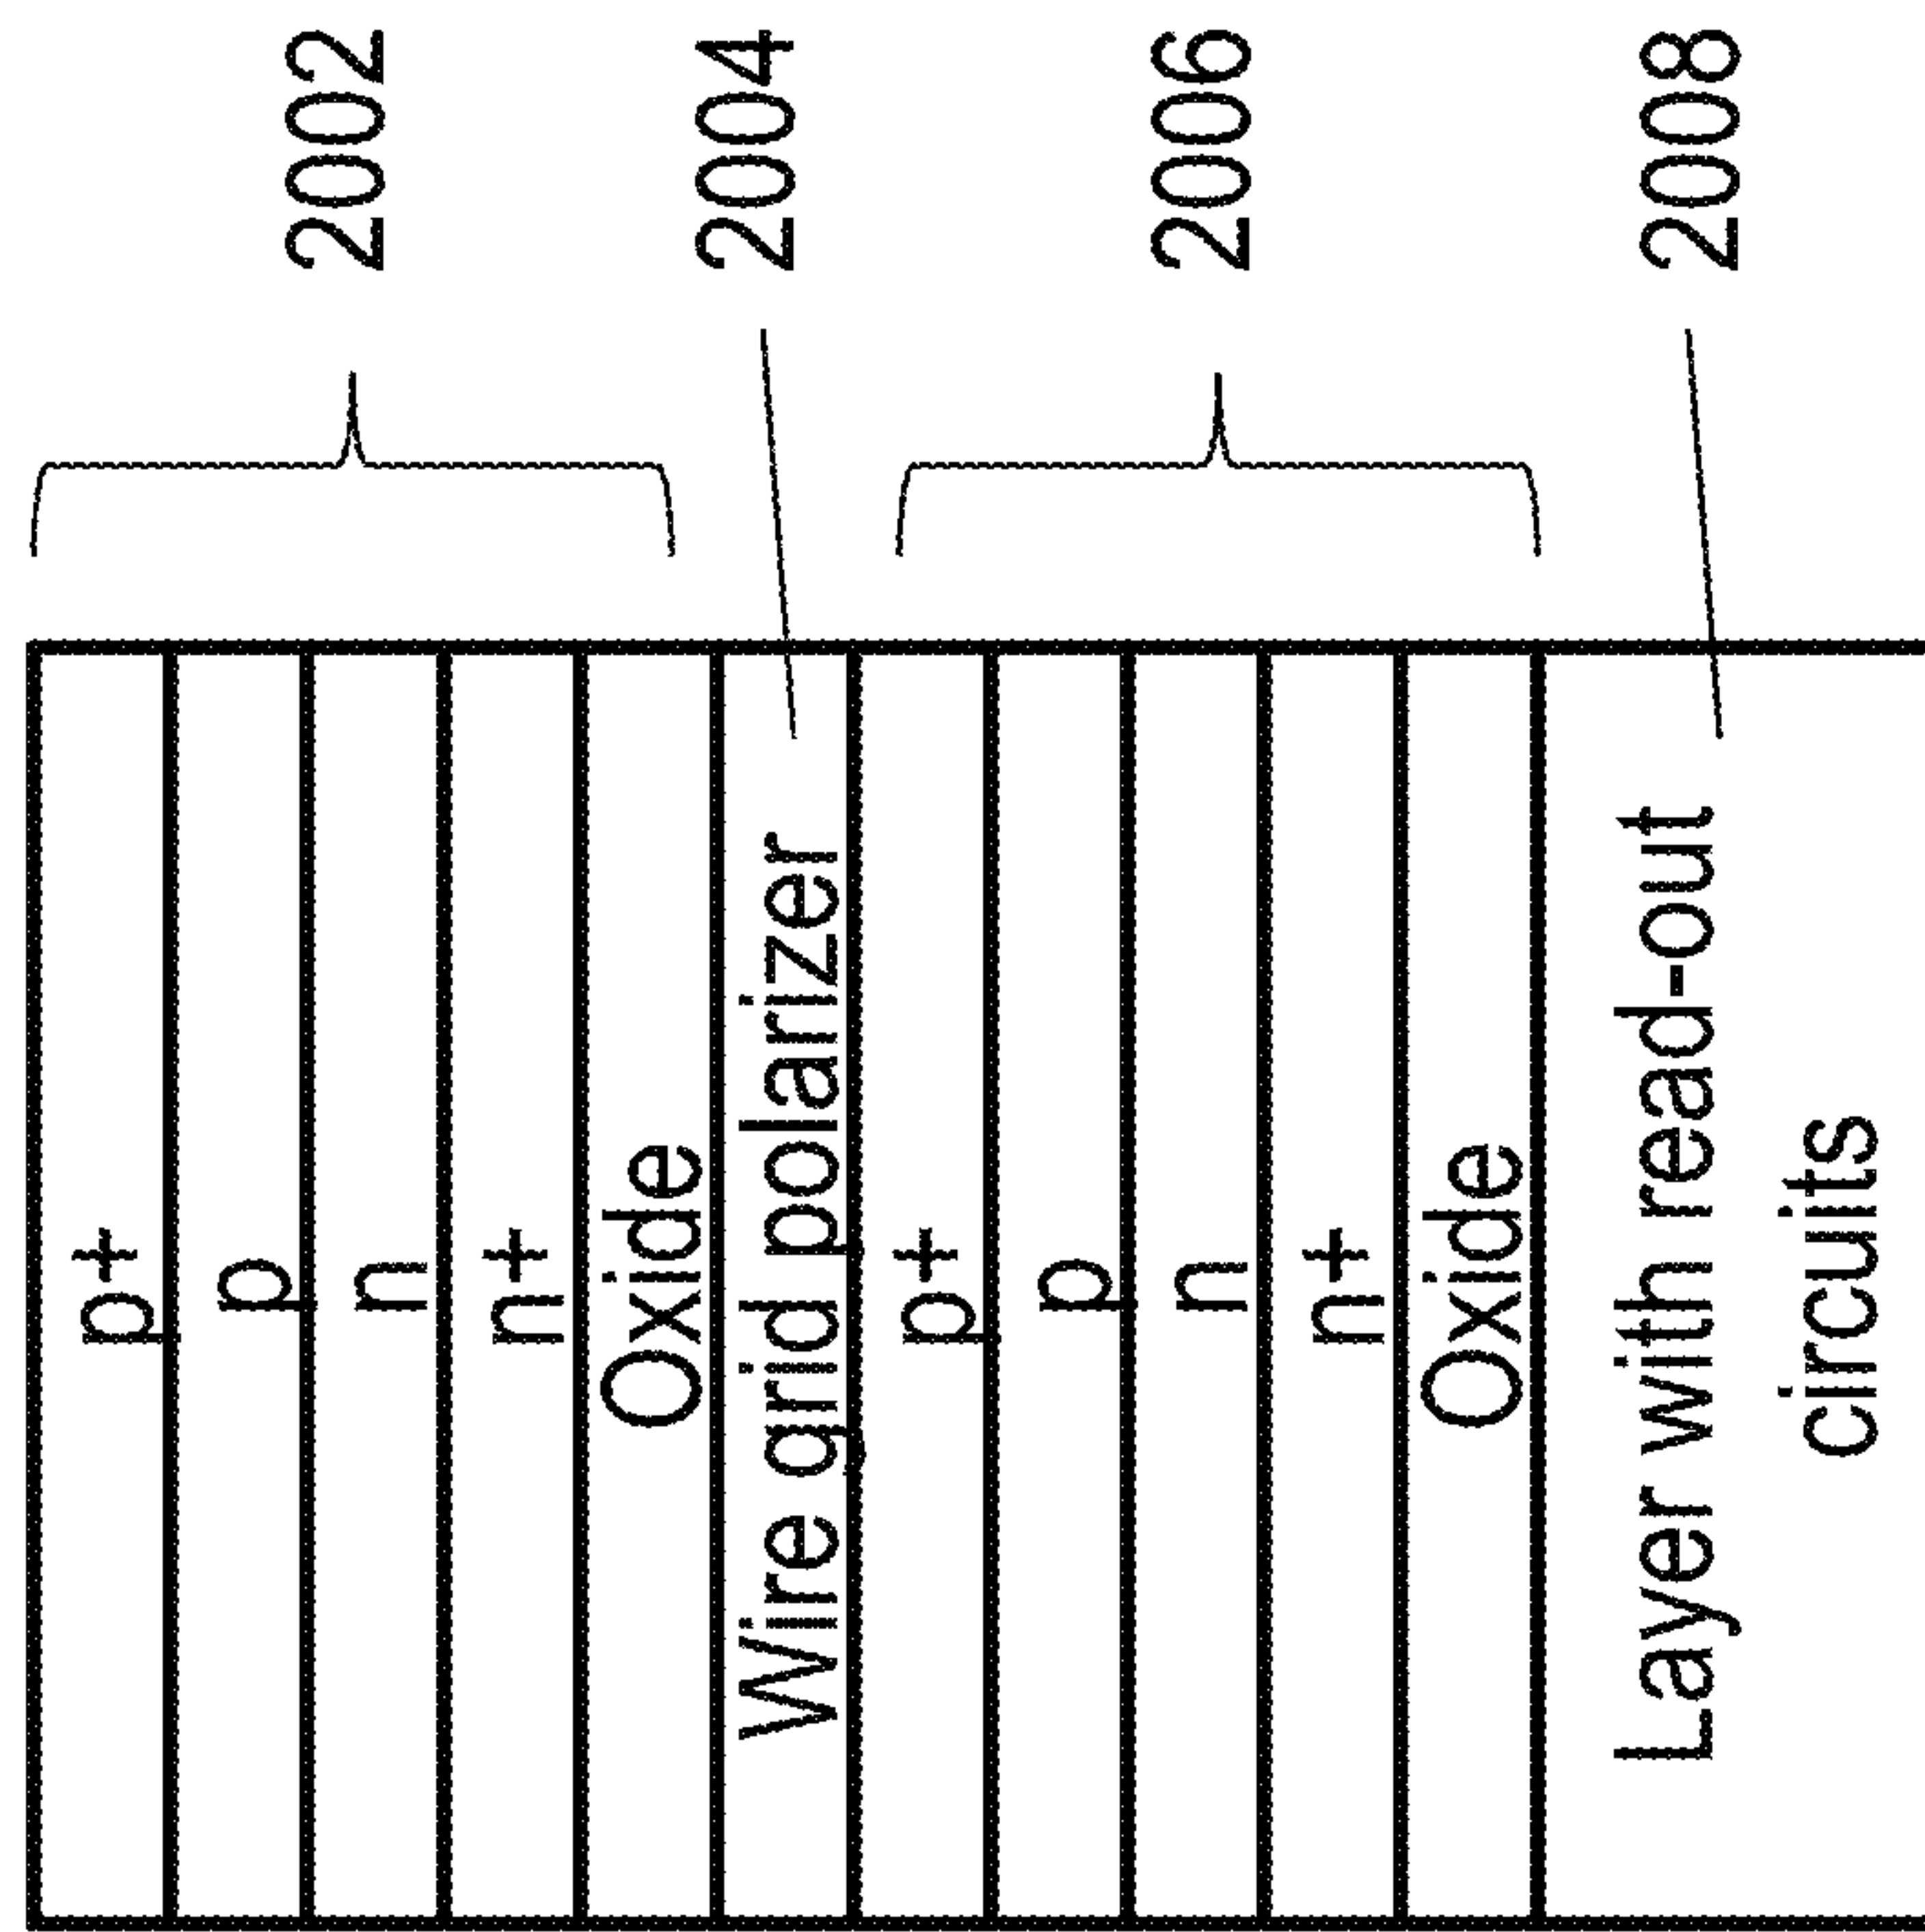 p+
p
n
n+
Oxide
Wire grid polarizer
p+
p
n
n+
Oxide
Layer with read-out
circuits
2002
2004
2006
2008